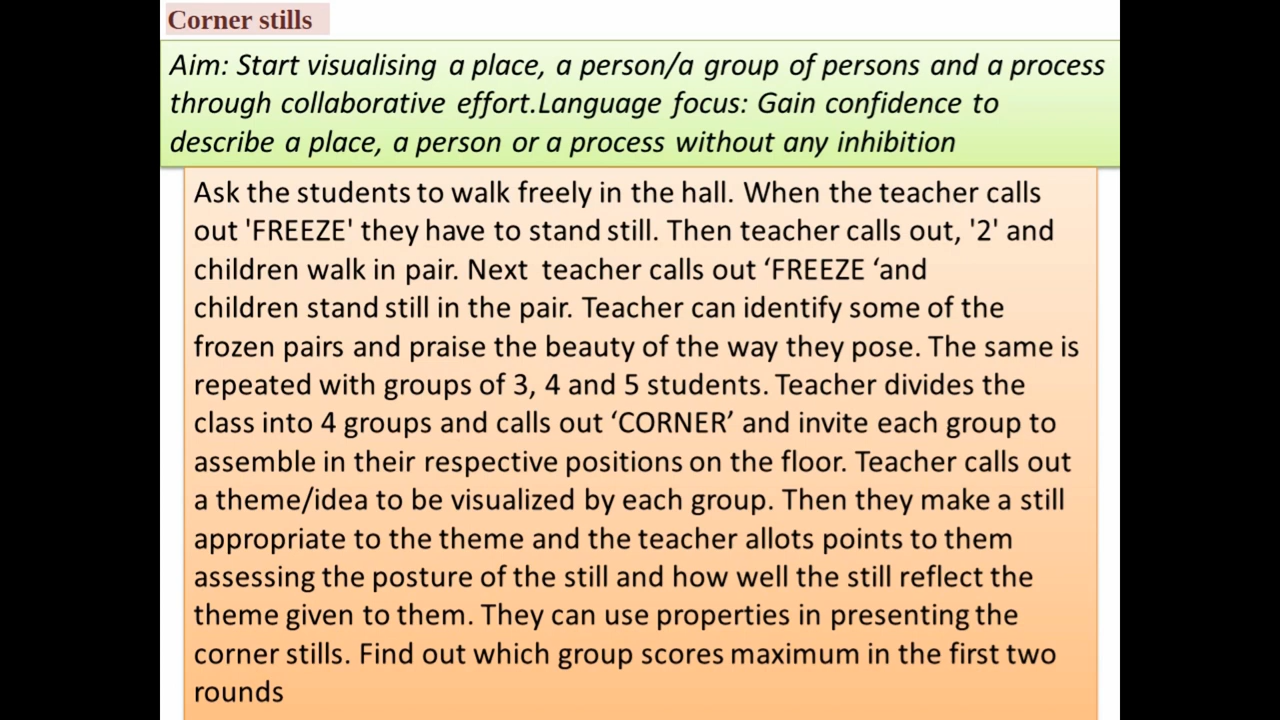 Corner stills
Aim: Start visualising a place, a person/a group of persons and a process
through collaborative effort.Language focus: Gain confidence to
describe a place, a person or a process without any inhibition
Ask the students to walk freely in the hall. When the teacher calls
out 'FREEZE' they have to stand still. Then teacher calls out, '2' and
children walk in pair. Next teacher calls out ‘FREEZE ‘and
children stand still in the pair. Teacher can identify some of the
frozen pairs and praise the beauty of the way they pose. The same is
repeated with groups of 3, 4 and 5 students. Teacher divides the
class into 4 groups and calls out ‘CORNER’ and invite each group to
assemble in their respective positions on the floor. Teacher calls out
a theme/idea to be visualized by each group. Then they make a still
appropriate to the theme and the teacher allots points to them
assessing the posture of the still and how well the still reflect the
theme given to them. They can use properties in presenting the
corner stills. Find out which group scores maximum in the first two
rounds